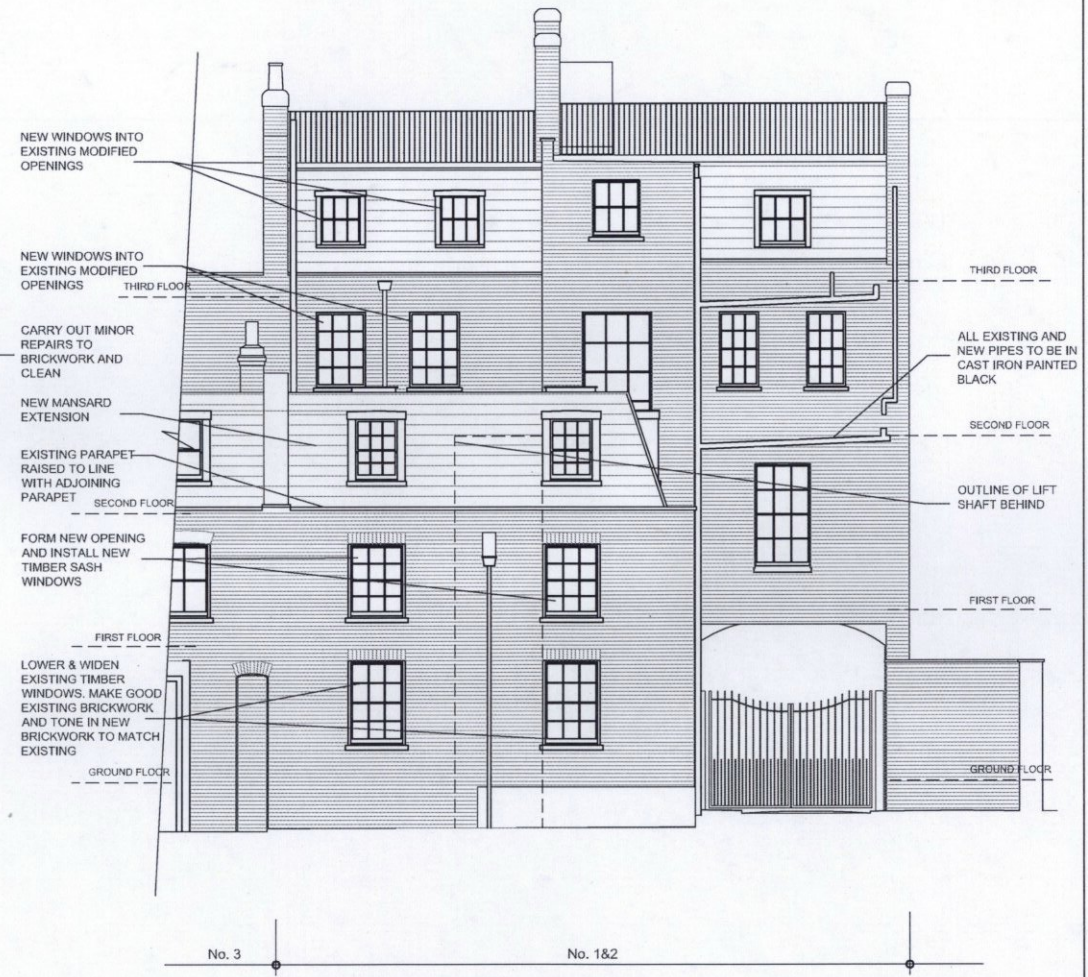 NEW WINDOWS INTO
EXISTING MODIFIED
OPENINGS
NEW WINDOWS INTO
EXISTING MODIFIED
OPENINGS
THIRD FLOOR
CARRY OUT MINOR
REPAIRS TO
BRICKWORK AND
CLEAN
NEW MANSARD
EXTENSION
EXISTING PARAPET
RAISED TO LINE
WITH ADJOINING
PARAPET
SECOND FLOOR
FORM NEW OPENING
AND INSTALL NEW
TIMBER SASH
WINDOWS
FIRST FLOOR
LOWER & WIDEN
EXISTING TIMBER
WINDOWS. MAKE GOOD
EXISTING BRICKWORK
AND TONE IN NEW
BRICKWORK TO MATCH
EXISTING
GROUND FLOOR
THIRD FLOOR
ALL EXISTING AND
NEW PIPES TO BE IN
CAST IRON PAINTED
BLACK
SECOND FLOOR
OUTLINE OF LIFT
SHAFT BEHIND
FIRST FLOOR
GROUND FLOOR
No. 3
No. 1&2